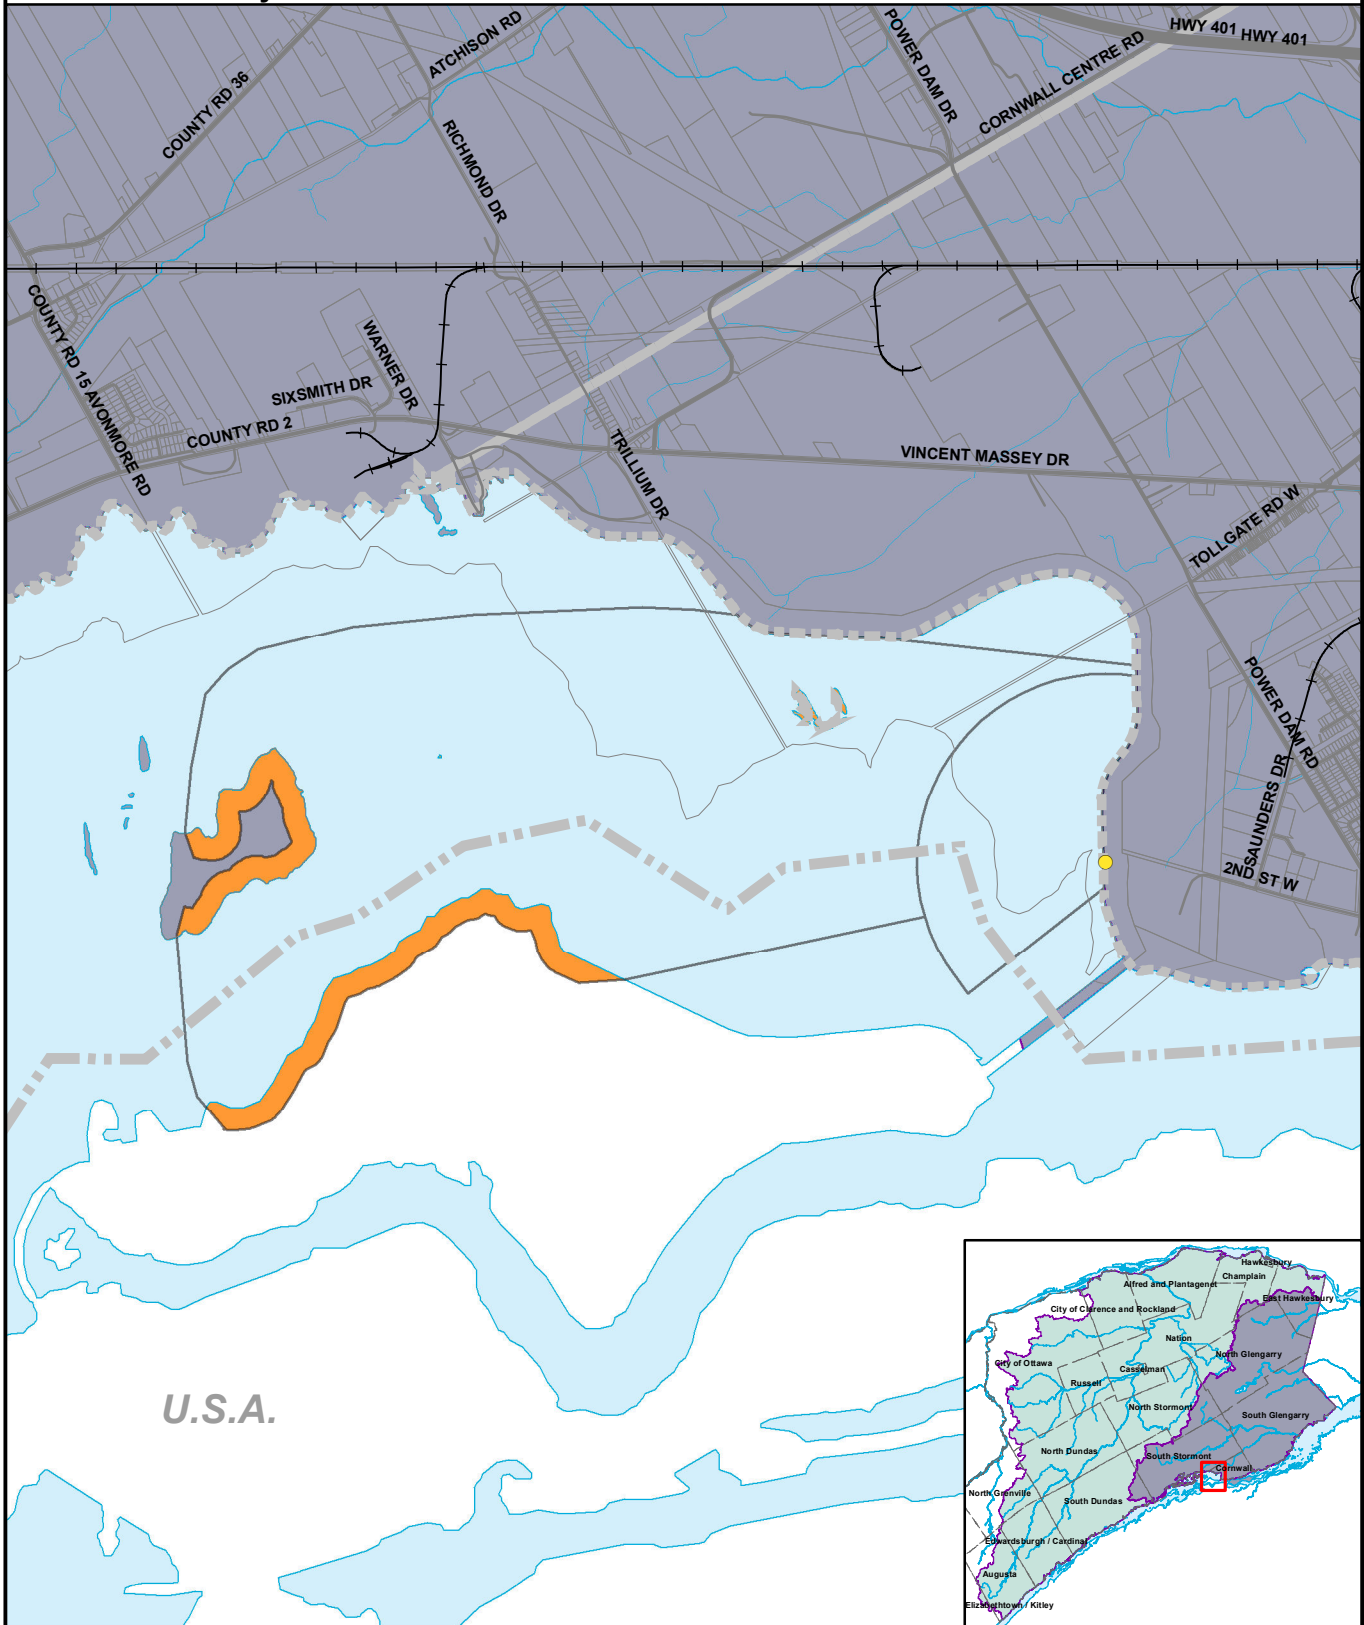 HWY 401 HWY 401
ATCHISON RD
POWER DAM DR
CORNWALL CENTRE RD
COUNTY RD 36
RICHMOND DR
COUNTY RD 15 AVONMORE RD
WARNER DR
SIXSMITH DR
COUNTY RD 2
TRILLIUM DR
VINCENT MASSEY DR
TOLLGATE RD W
POWER DAM RD
SAUNDERS DR
2ND ST W
U.S.A.
Hawkesbury
Champlain
Alfred and Plantagenet
East Hawkesbury
City of Clarence and Rockland
Nation
North Glengarry
City of Ottawa
Casselman
Russell
North Stormont
South Glengarry
North Dundas
South Stormont
Cornwall
North Grenville
South Dundas
Edwardsburgh / Cardinal
Augusta
Elizabethtown / Kitley